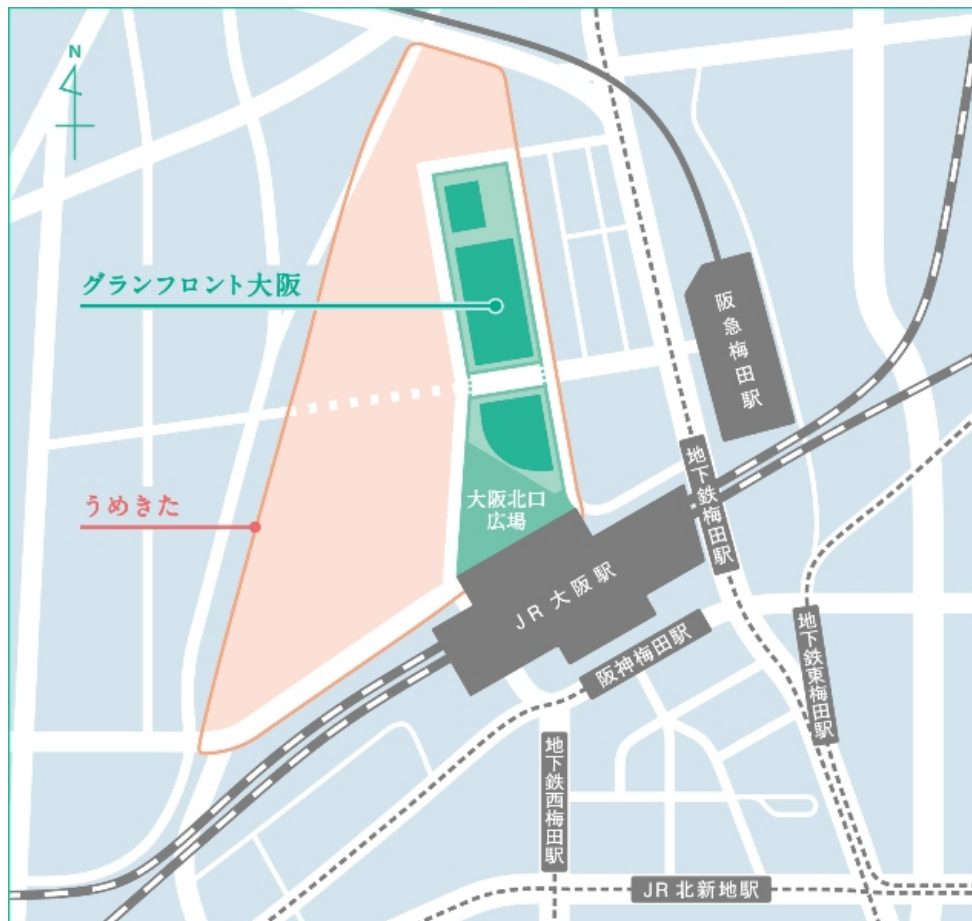 N
グランフロント大阪
阪急梅田駅
うめきた
大阪北口
広場
地下鉄梅田駅
JR大阪駅
阪神梅田駅
地下鉄東梅田駅
地下鉄西梅田駅
JR北新地駅